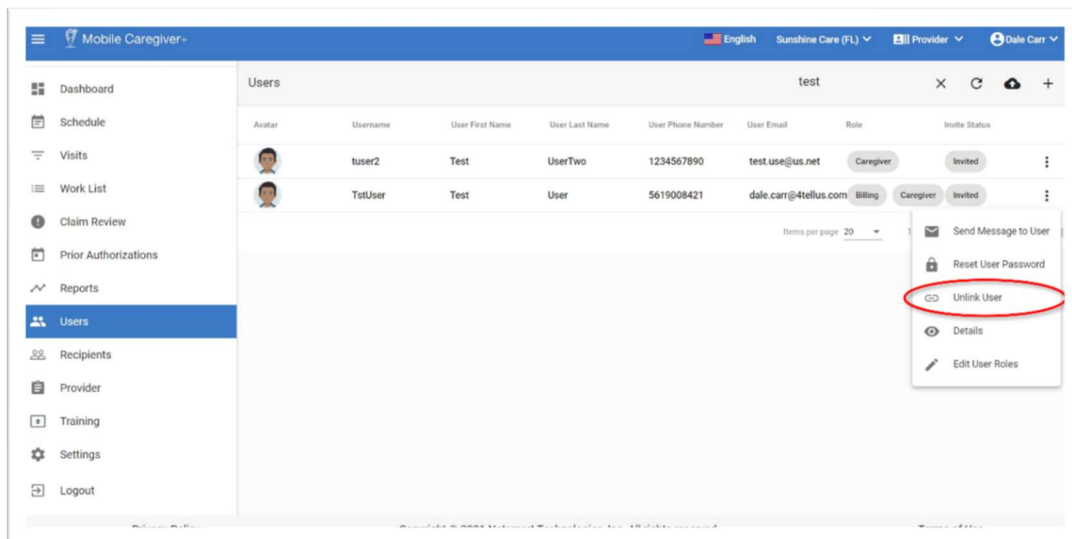 Mobile Caregiver+ English Sunshine Care (FL) Provider Dale Carr
Users test
Dashboard
Schedule
Visits
Work List
Claim Review
Prior Authorizations
Reports
Users
Recipients
Provider
Training
Settings
Logout
Avatar Username User First Name User Last Name User Phone Number User Email Role Invite Status
tuser2 Test UserTwo 1234567890 test.use@us.net Caregiver Invited
TstUser Test User 5619008421 dale.carr@4tellus.com Billing Caregiver Invited
Items per page 20
Send Message to User
Reset User Password
Unlink User
Details
Edit User Roles